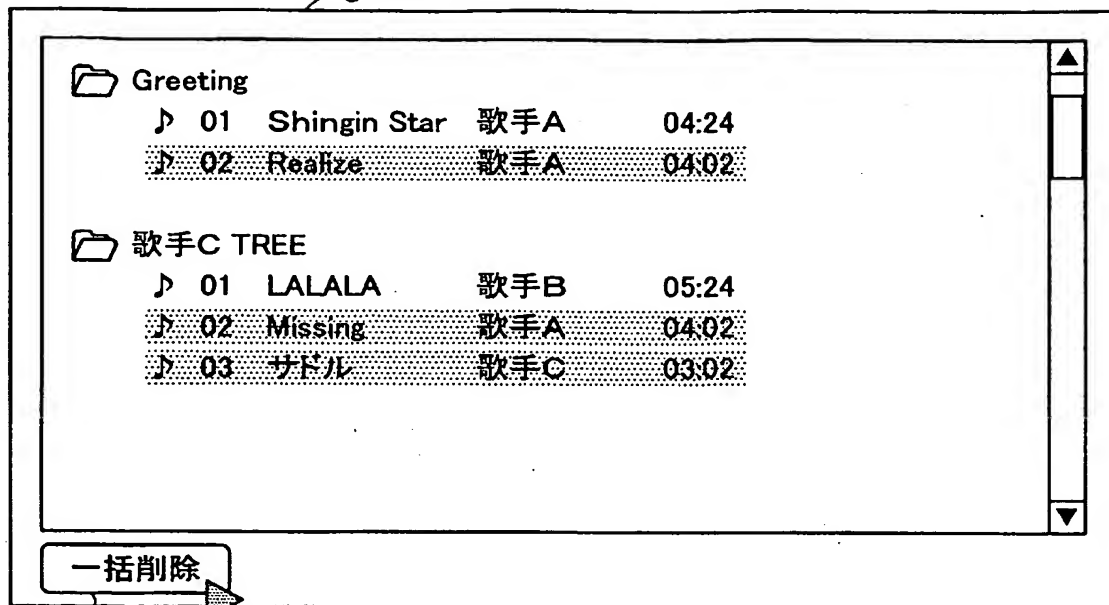 Greeting
♪ 01 Shingin Star 歌手A 04:24
♪ 02 Realize 歌手A 04:02
歌手C TREE
♪ 01 LALALA 歌手B 05:24
♪ 02 Missing 歌手A 04:02
♪ 03 サドル 歌手C 03:02
一括削除